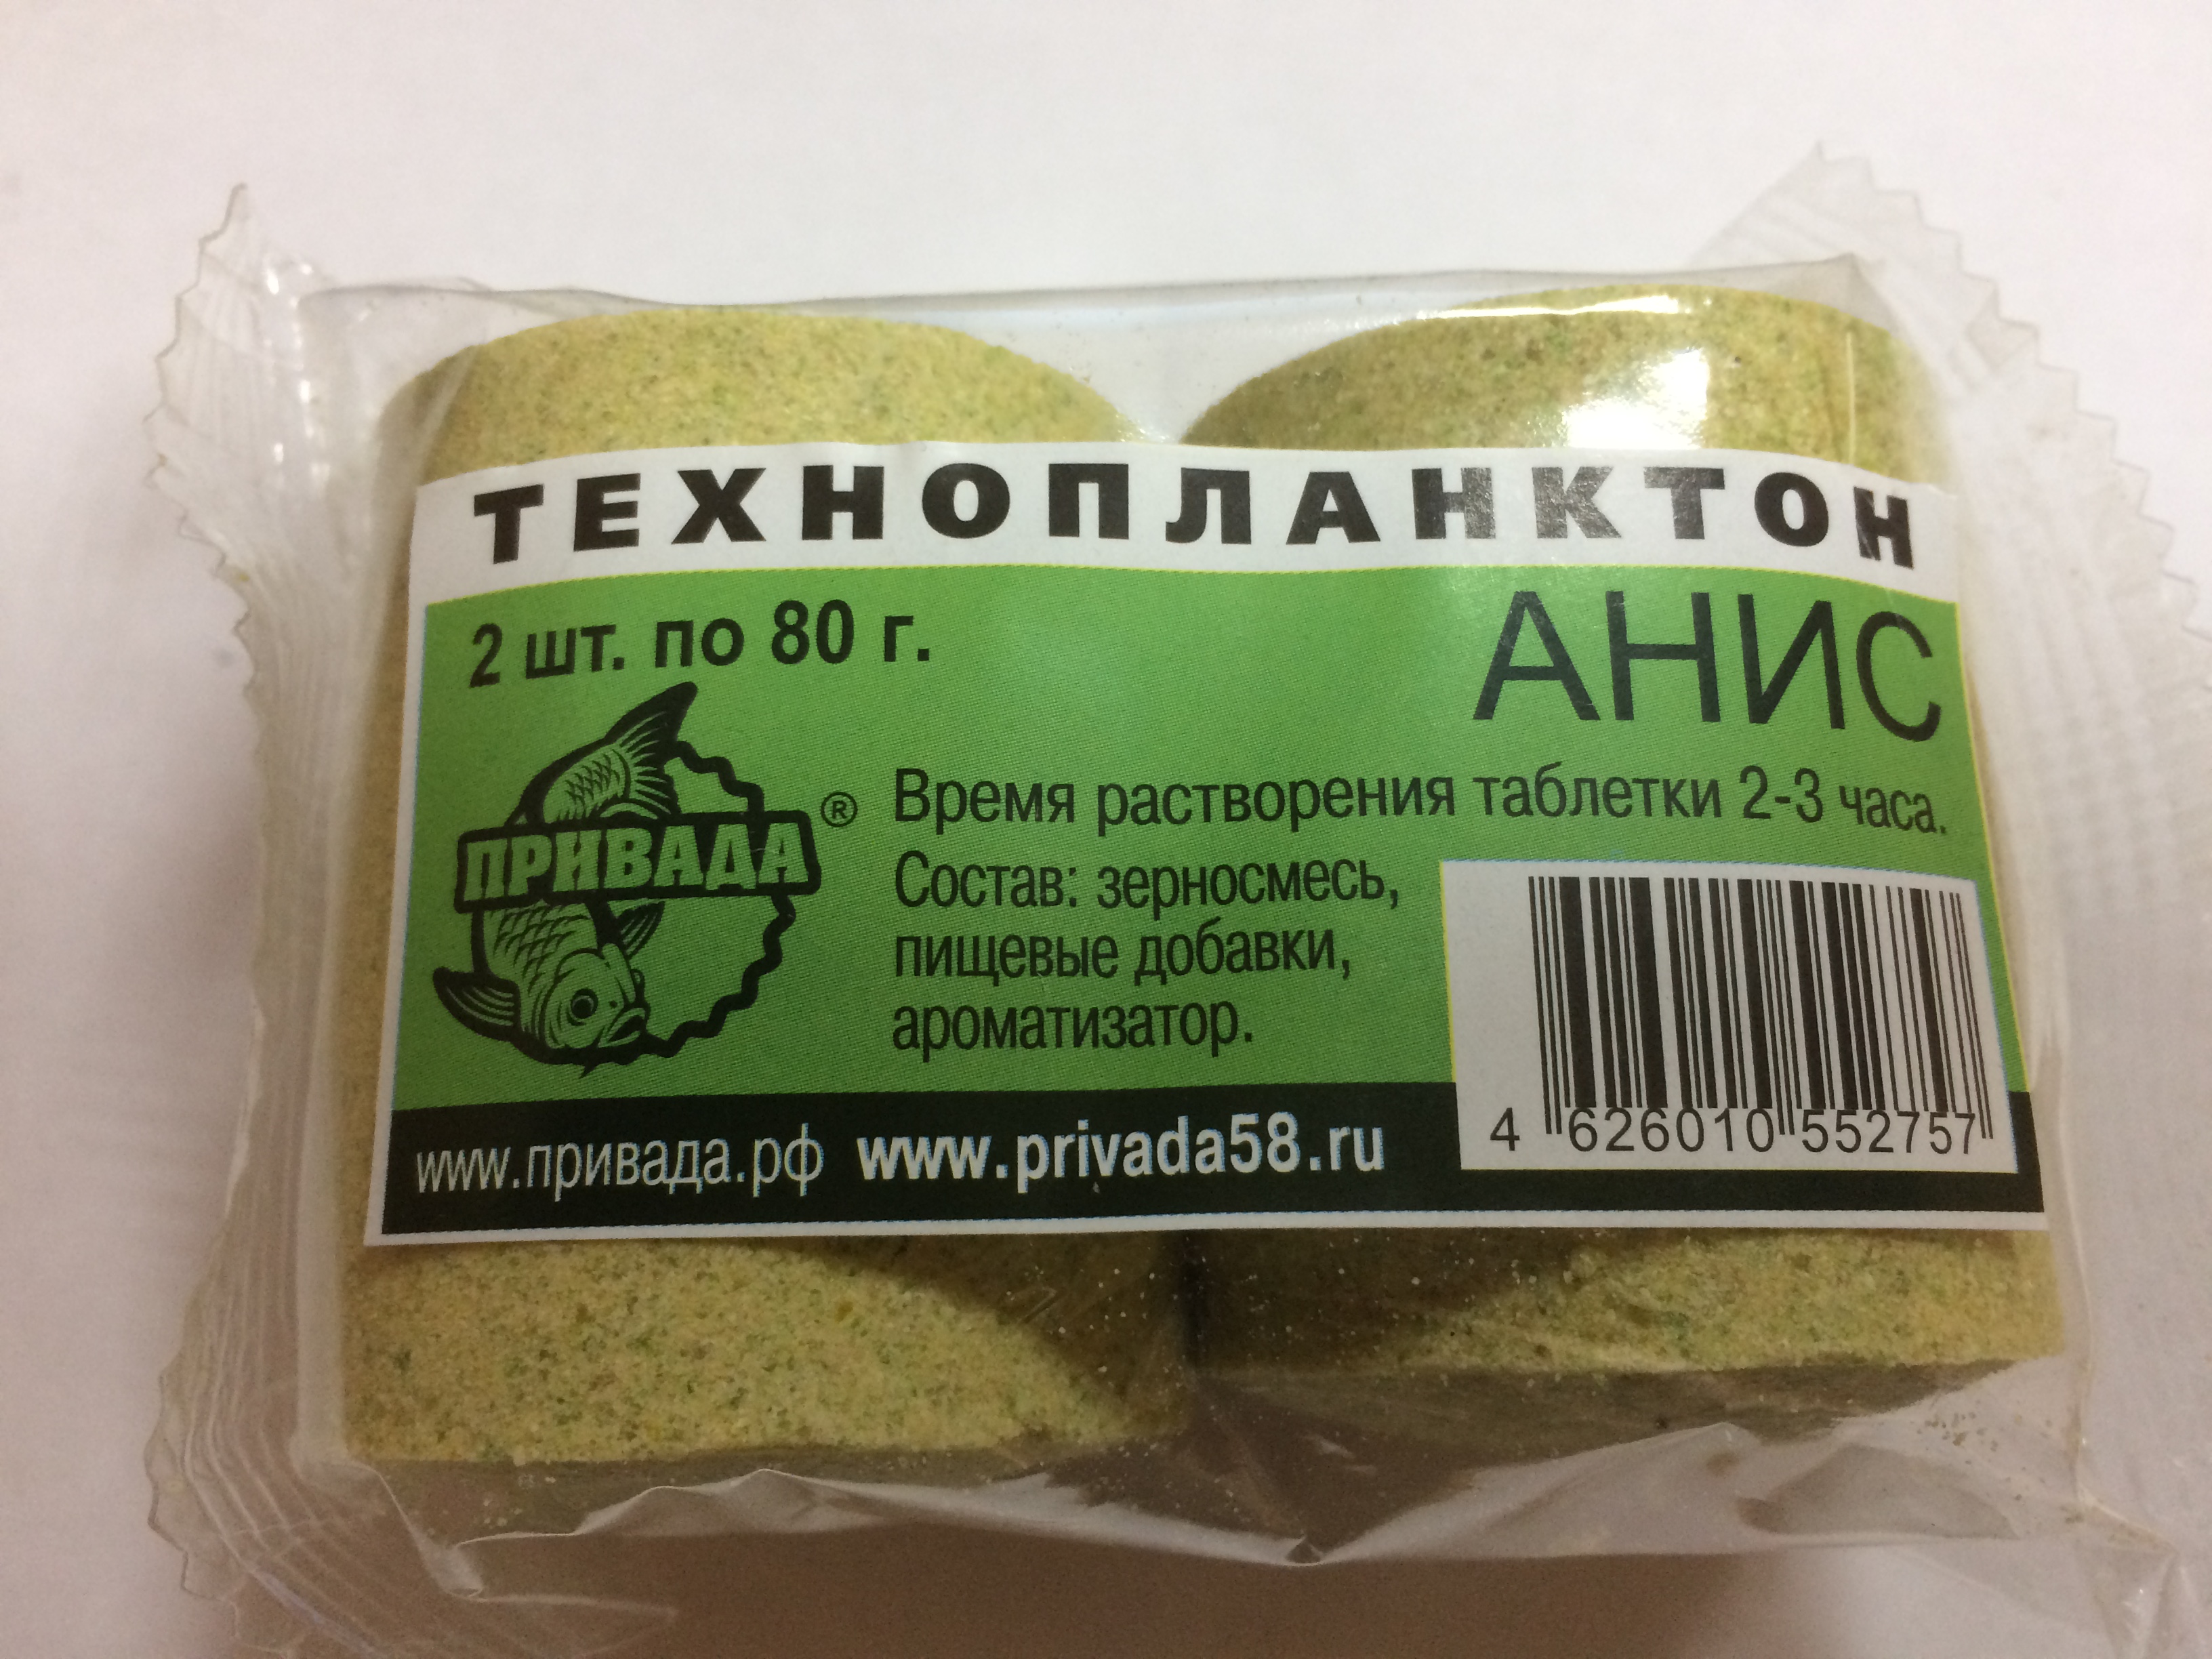 ТЕХНОПЛАНКТОН
2 шт. по 80 г.
АНИС
ПРИВАДА ®
Время растворения таблетки 2-3 часа.
Состав: зерносмесь,
пищевые добавки,
ароматизатор.
www.привада.рф www.privada58.ru
4 626010 552757